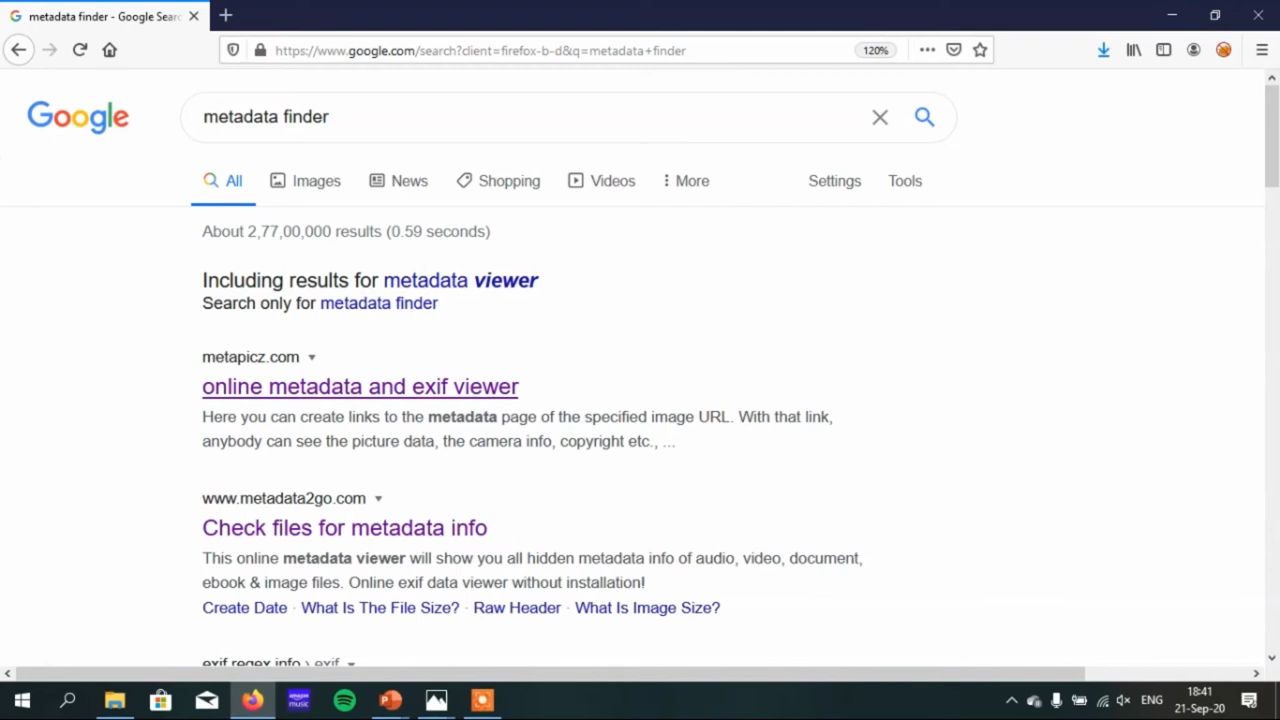 metadata finder - Google Searc
https://www.google.com/search?client=firefox-b-d&q=metadata+finder
120%
Google
metadata finder
All
Images
News
Shopping
Videos
More
Settings
Tools
About 2,77,00,000 results (0.59 seconds)
Including results for metadata viewer
Search only for metadata finder
metapicz.com
online metadata and exif viewer
Here you can create links to the metadata page of the specified image URL. With that link,
anybody can see the picture data, the camera info, copyright etc., ...
www.metadata2go.com
Check files for metadata info
This online metadata viewer will show you all hidden metadata info of audio, video, document,
ebook & image files. Online exif data viewer without installation!
Create Date · What Is The File Size? · Raw Header · What Is Image Size?
exif.regex.info › exif
amazon music
ENG
18:41
21-Sep-20